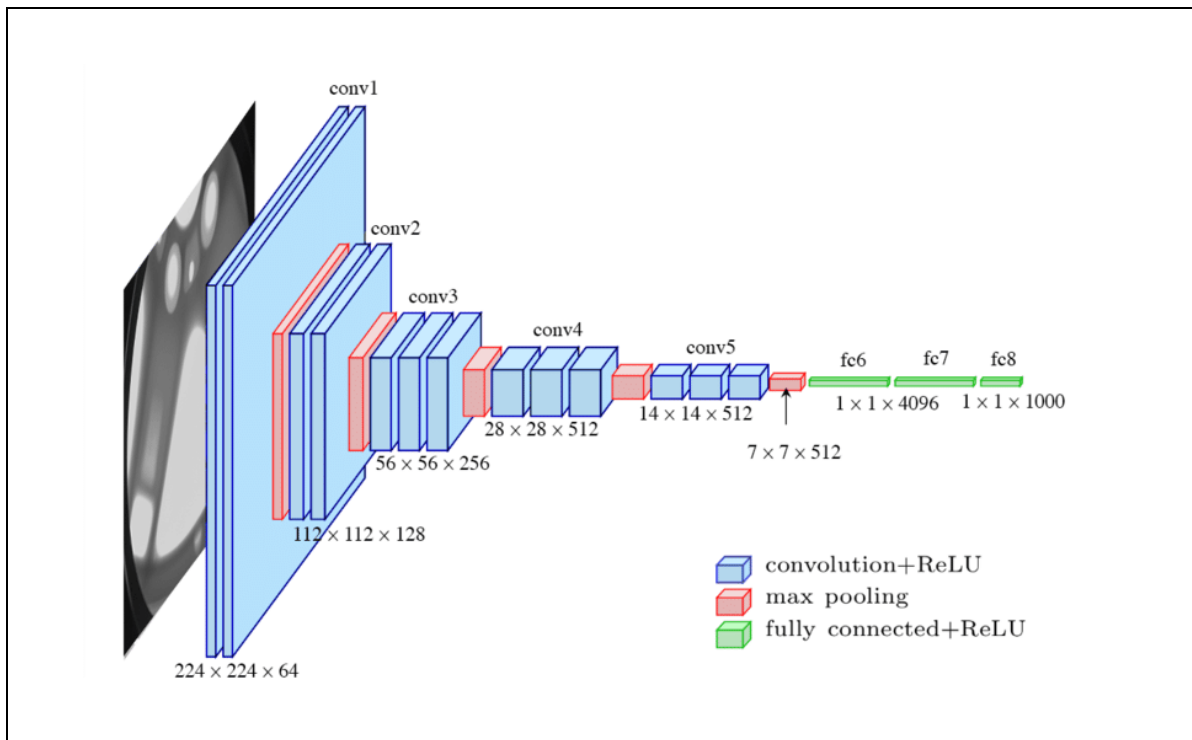 conv1
conv2
conv3
conv4
conv5
fc6
fc7
fc8
1 × 1 × 4096
1 × 1 × 1000
14 × 14 × 512
28 × 28 × 512
7 × 7 × 512
56 × 56 × 256
112 × 112 × 128
224 × 224 × 64
convolution+ReLU
max pooling
fully connected+ReLU